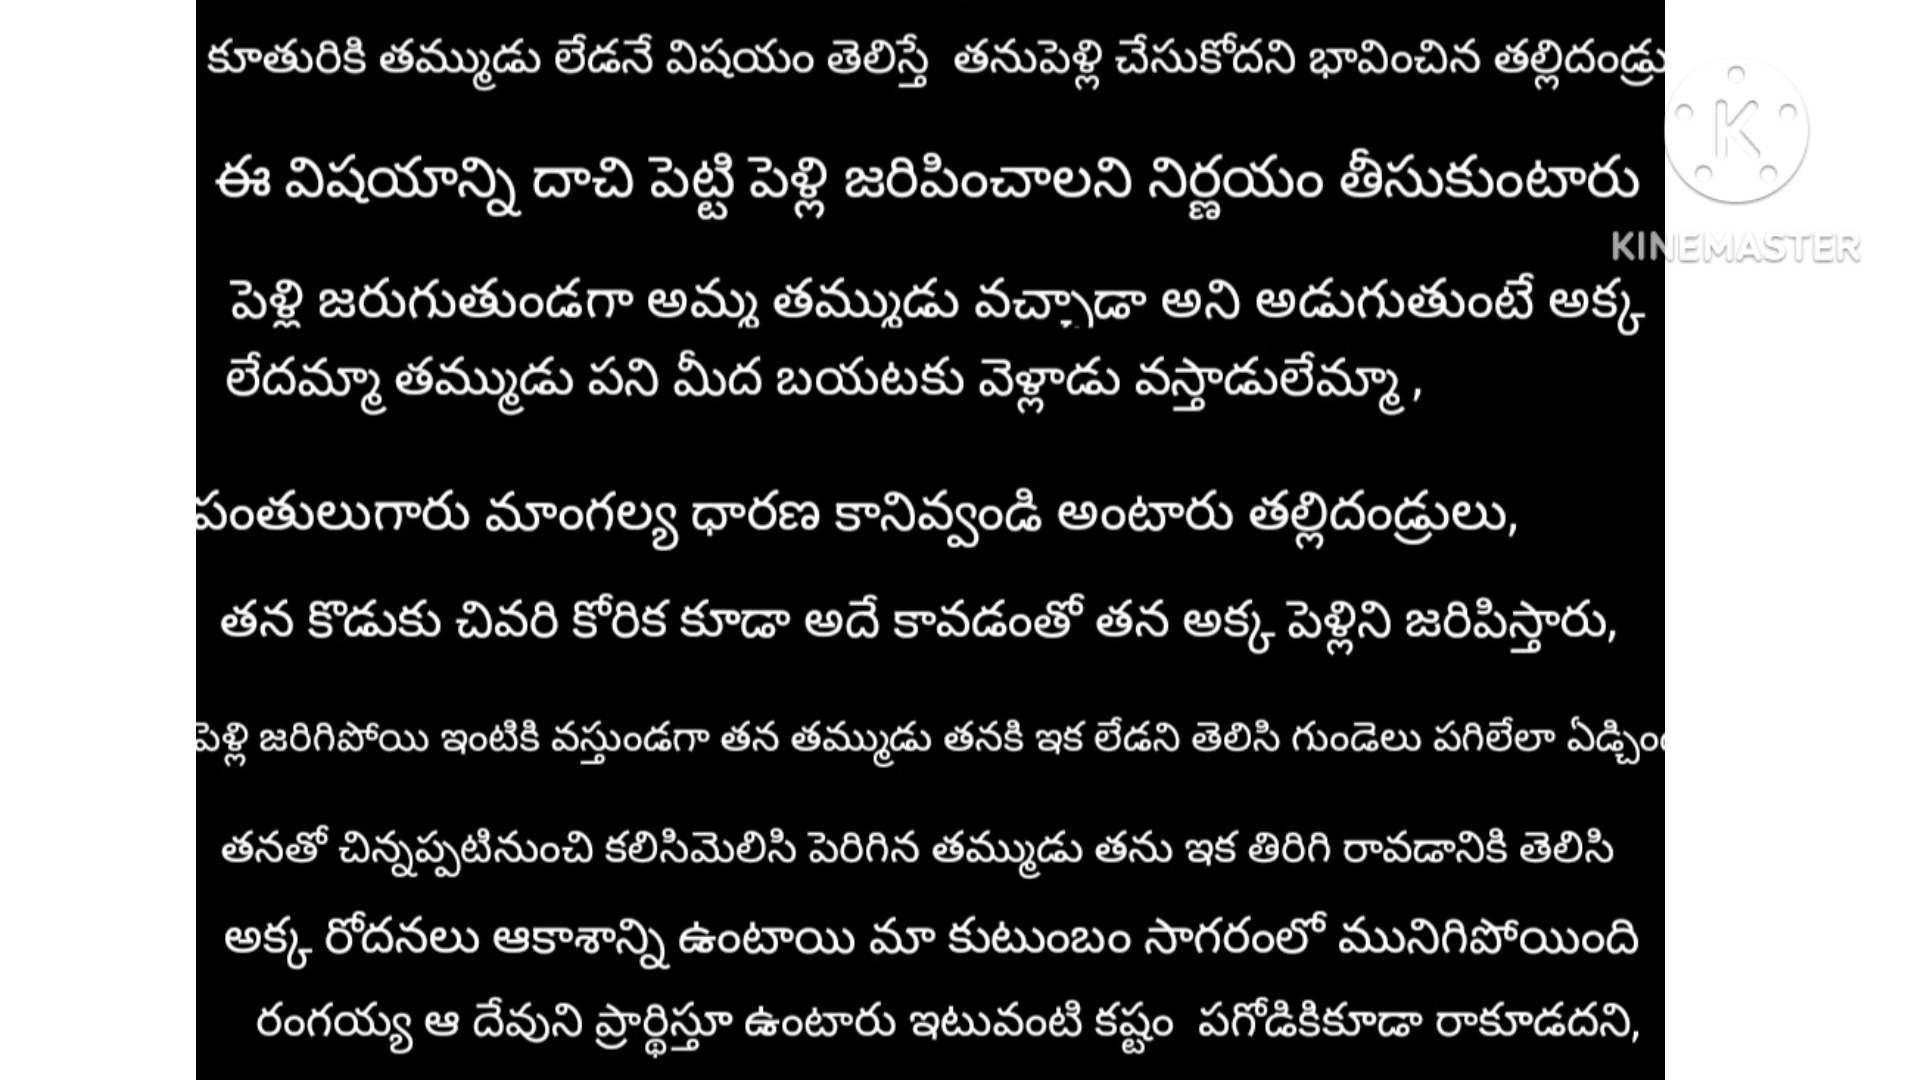 కూతురికి తమ్ముడు లేడనే విషయం తెలిస్తే తనుపెళ్లి చేసుకోదని భావించిన తల్లిదండ్రు
ఈ విషయాన్ని దాచి పెట్టి పెళ్లి జరిపించాలని నిర్ణయం తీసుకుంటారు
KINEMASTER
పెళ్లి జరుగుతుండగా అమ్మ తమ్ముడు వచ్చాడా అని అడుగుతుంటే అక్క
లేదమ్మా తమ్ముడు పని మీద బయటకు వెళ్లాడు వస్తాడులేమ్మా ,
పంతులుగారు మాంగల్య ధారణ కానివ్వండి అంటారు తల్లిదండ్రులు,
తన కొడుకు చివరి కోరిక కూడా అదే కావడంతో తన అక్క పెళ్లిని జరిపిస్తారు,
పెళ్లి జరిగిపోయి ఇంటికి వస్తుండగా తన తమ్ముడు తనకి ఇక లేడని తెలిసి గుండెలు పగిలేలా
తనతో చిన్నప్పటినుంచి కలిసిమెలిసి పెరిగిన తమ్ముడు తను ఇక తిరిగి రావడానికి తెలిసి
అక్క రోదనలు ఆకాశాన్ని ఉంటాయి మా కుటుంబం సాగరంలో మునిగిపోయింది
రంగయ్య ఆ దేవుని ప్రార్థిస్తూ ఉంటారు ఇటువంటి కష్టం పగోడికికూడా రాకూడదని,